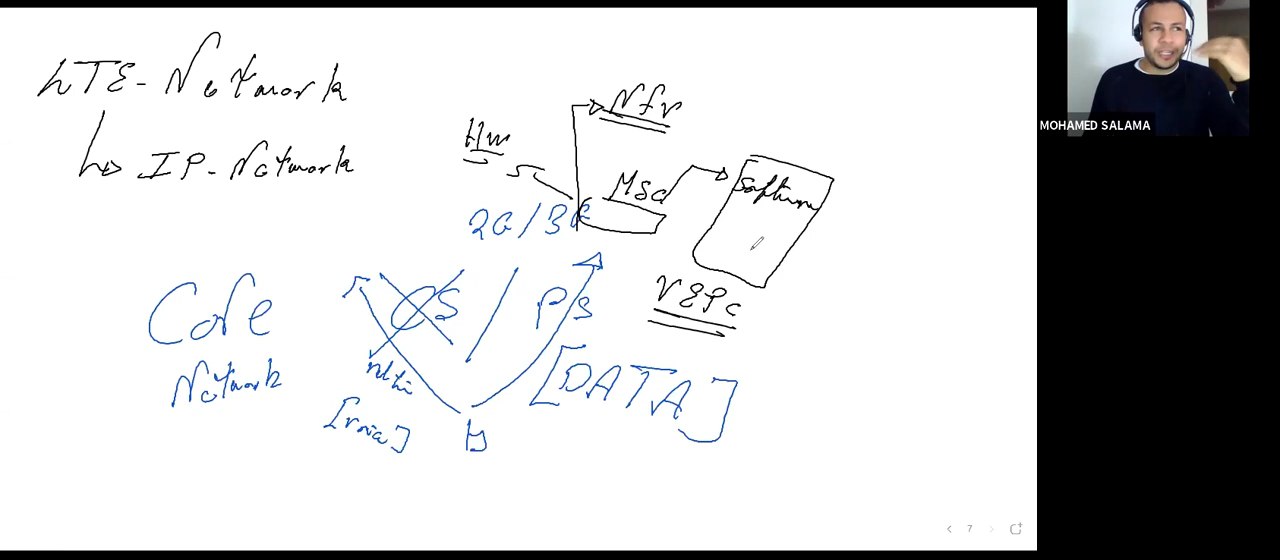 LTE-Network
IP-Network
Nfv
HW
MSC
Software
2G/3G
VEPC
Core
Network
CS / PS
[DATA]
[voice]
7
MOHAMED SALAMA